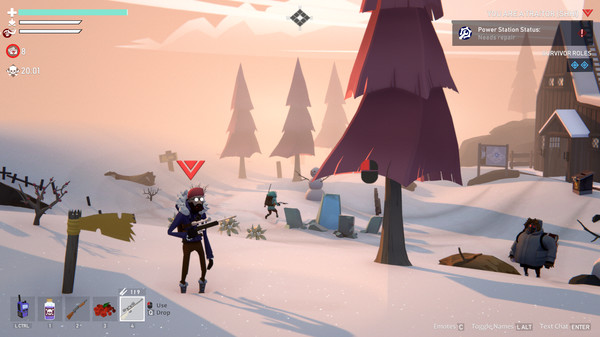 Power Station Status:
Needs repair
!
SURVIVOR ROLES
8
20:01
119
Use
Drop
L CTRL
1
2
3
4
Emotes C
Toggle Names L ALT
Text Chat ENTER